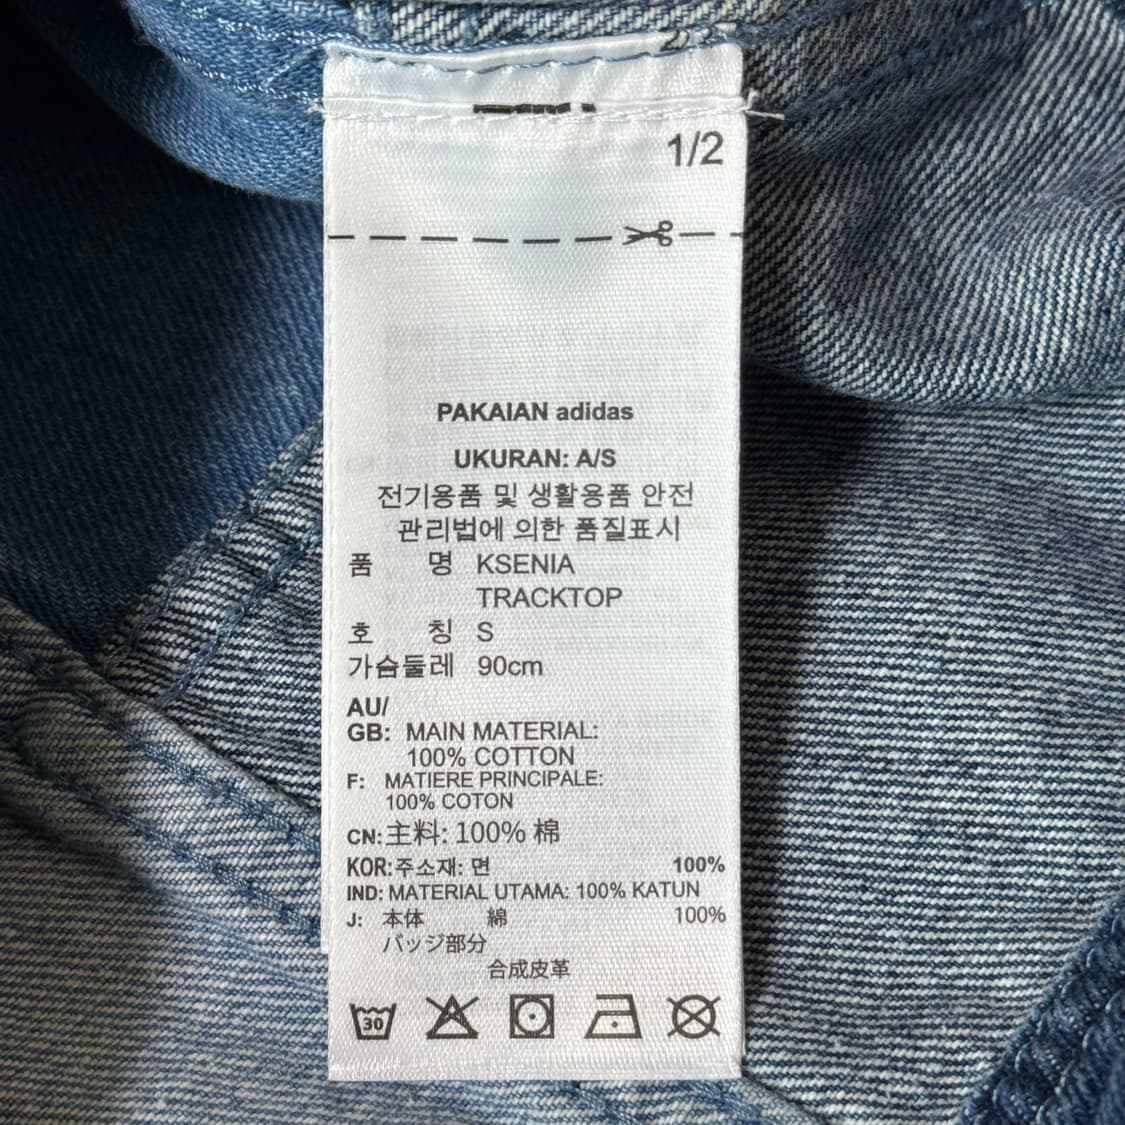 1/2
PAKAIAN adidas
UKURAN: A/S
전기용품 및 생활용품 안전
관리법에 의한 품질표시
품 명 KSENIA
TRACKTOP
호 칭 S
가슴둘레 90cm
AU/
GB: MAIN MATERIAL:
100% COTTON
F: MATIERE PRINCIPALE:
100% COTON
CN: 主料: 100% 棉
KOR: 주소재: 면 100%
IND: MATERIAL UTAMA: 100% KATUN
J: 本体 綿 100%
バッジ部分
合成皮革
30